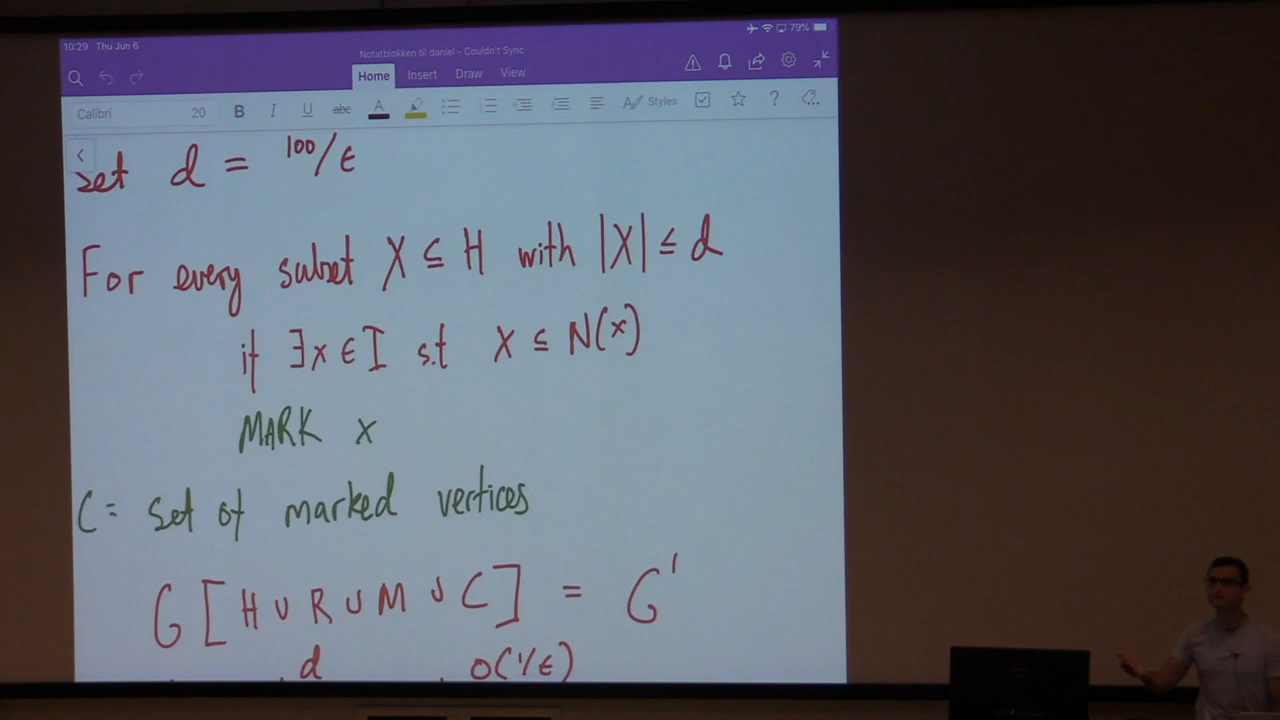 10:29 Thu Jun 6 79%
Notatblokken til daniel - Couldn't Sync
Home Insert Draw View
Calibri 20 B I U abc A Styles ?
Set d = 100/ϵ
For every subset X ⊆ H with |X| ≤ d
if ∃x ∈ I s.t X ⊆ N(x)
MARK x
C = set of marked vertices
G [H ∪ R ∪ M ∪ C] = G'
d O(1/ϵ)